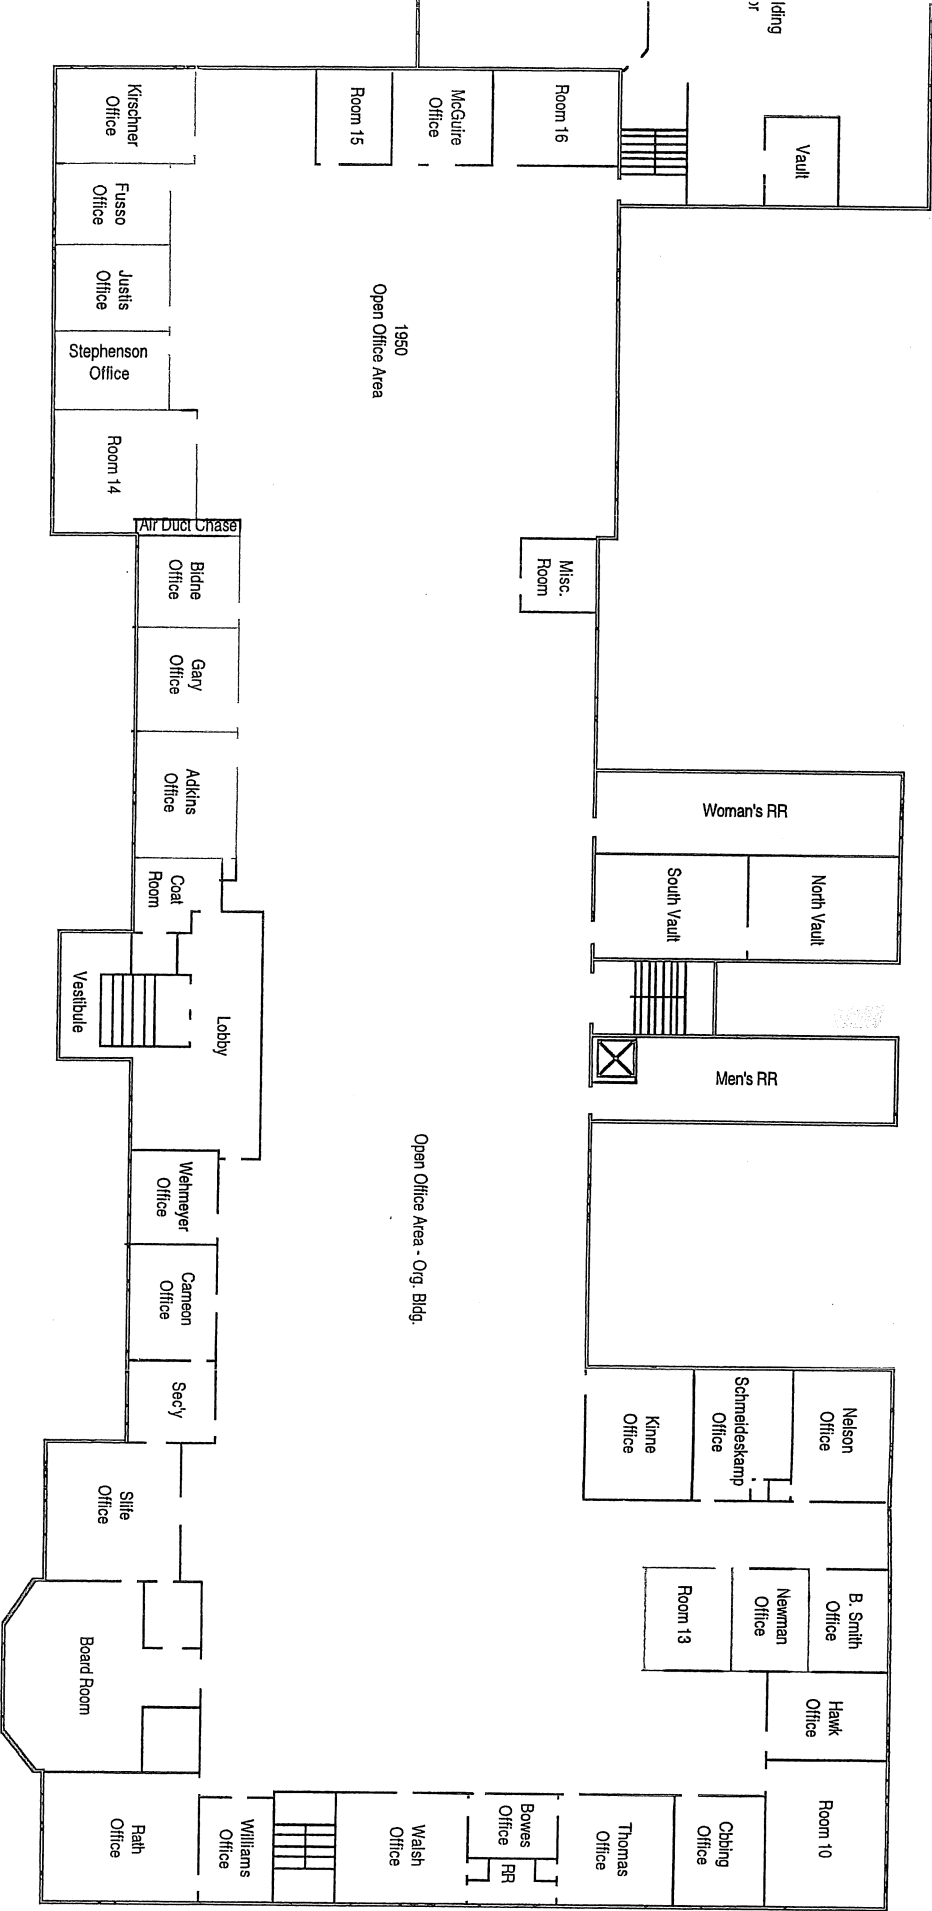 lding
or
Kirschner
Office
Room 15
McGuire
Office
Room 16
Vault
Fusso
Office
Justis
Office
1950
Open Office Area
Stephenson
Office
Room 14
Air Duct Chase
Bidne
Office
Misc.
Room
Gary
Office
Adkins
Office
Woman's RR
Coat
Room
South Vault
North Vault
Vestibule
Lobby
Men's RR
Wehmeyer
Office
Open Office Area - Org. Bldg.
Cameon
Office
Sec'y
Kinne
Office
Schmeideskamp
Office
Nelson
Office
Slife
Office
Room 13
Newman
Office
B. Smith
Office
Board Room
Hawk
Office
Rath
Office
Williams
Office
Walsh
Office
Bowes
Office
RR
Thomas
Office
Cbbing
Office
Room 10